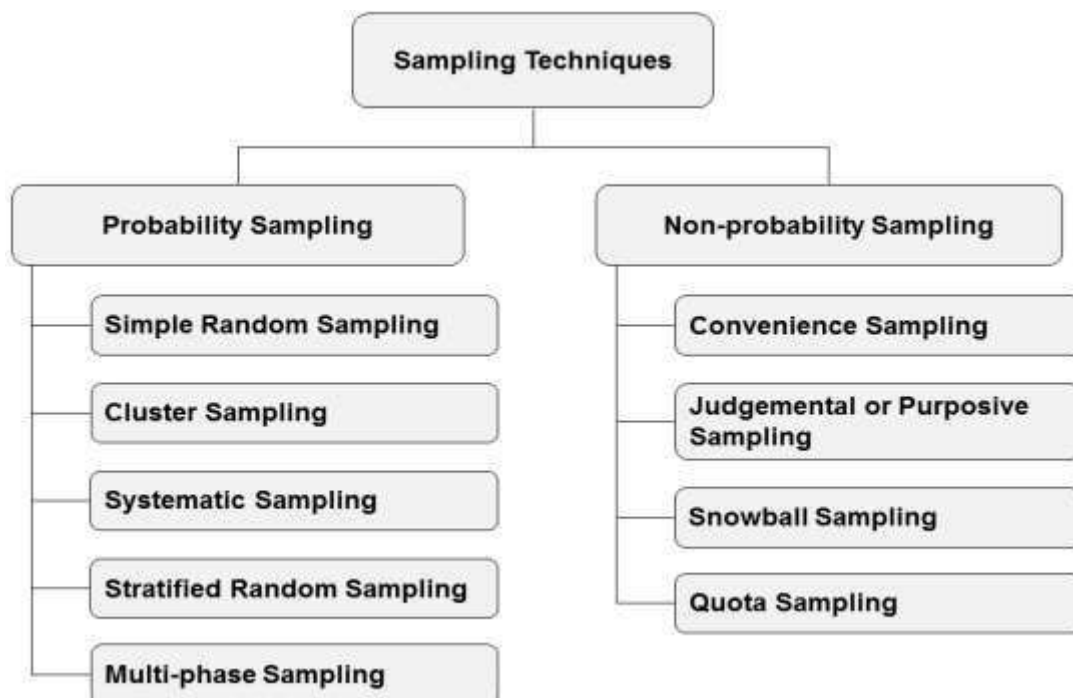 Sampling Techniques
Probability Sampling
Simple Random Sampling
Cluster Sampling
Systematic Sampling
Stratified Random Sampling
Multi-phase Sampling
Non-probability Sampling
Convenience Sampling
Judgemental or Purposive
Sampling
Snowball Sampling
Quota Sampling